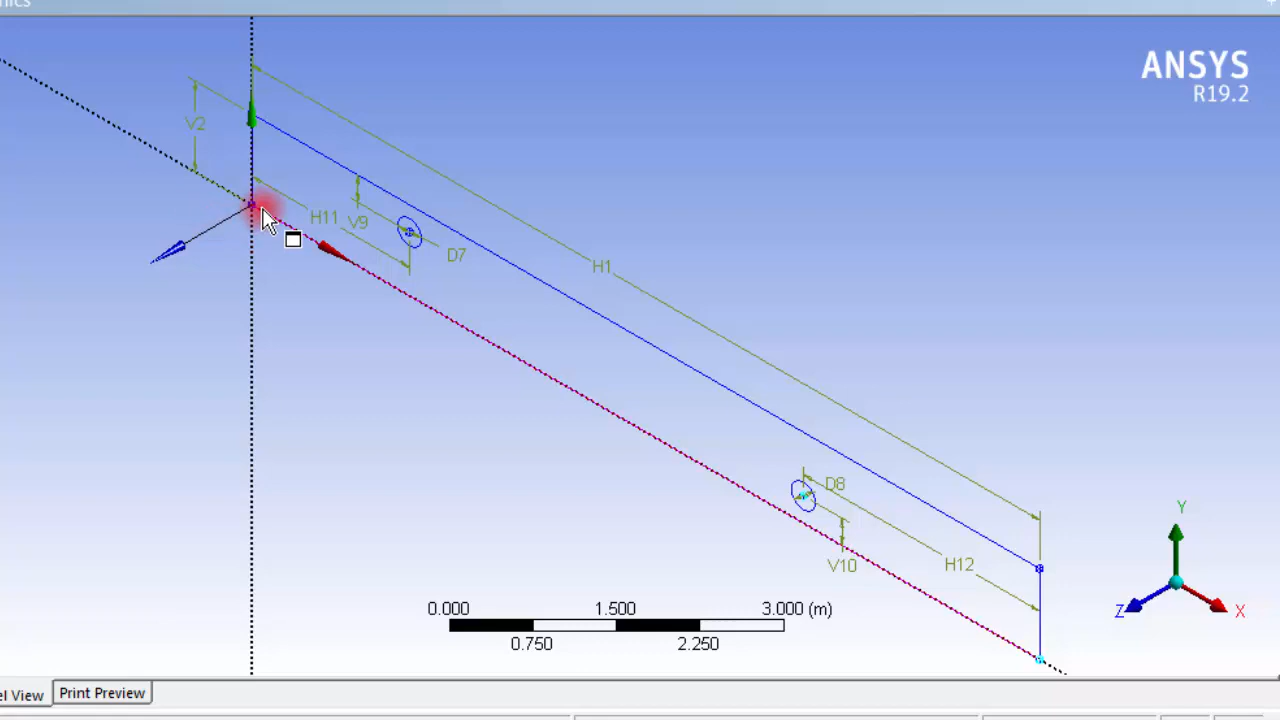 ANSYS
R19.2
V2
H11
V9
D7
H1
D8
V10
H12
0.000 1.500 3.000 (m)
0.750 2.250
Y
Z
X
Print Preview